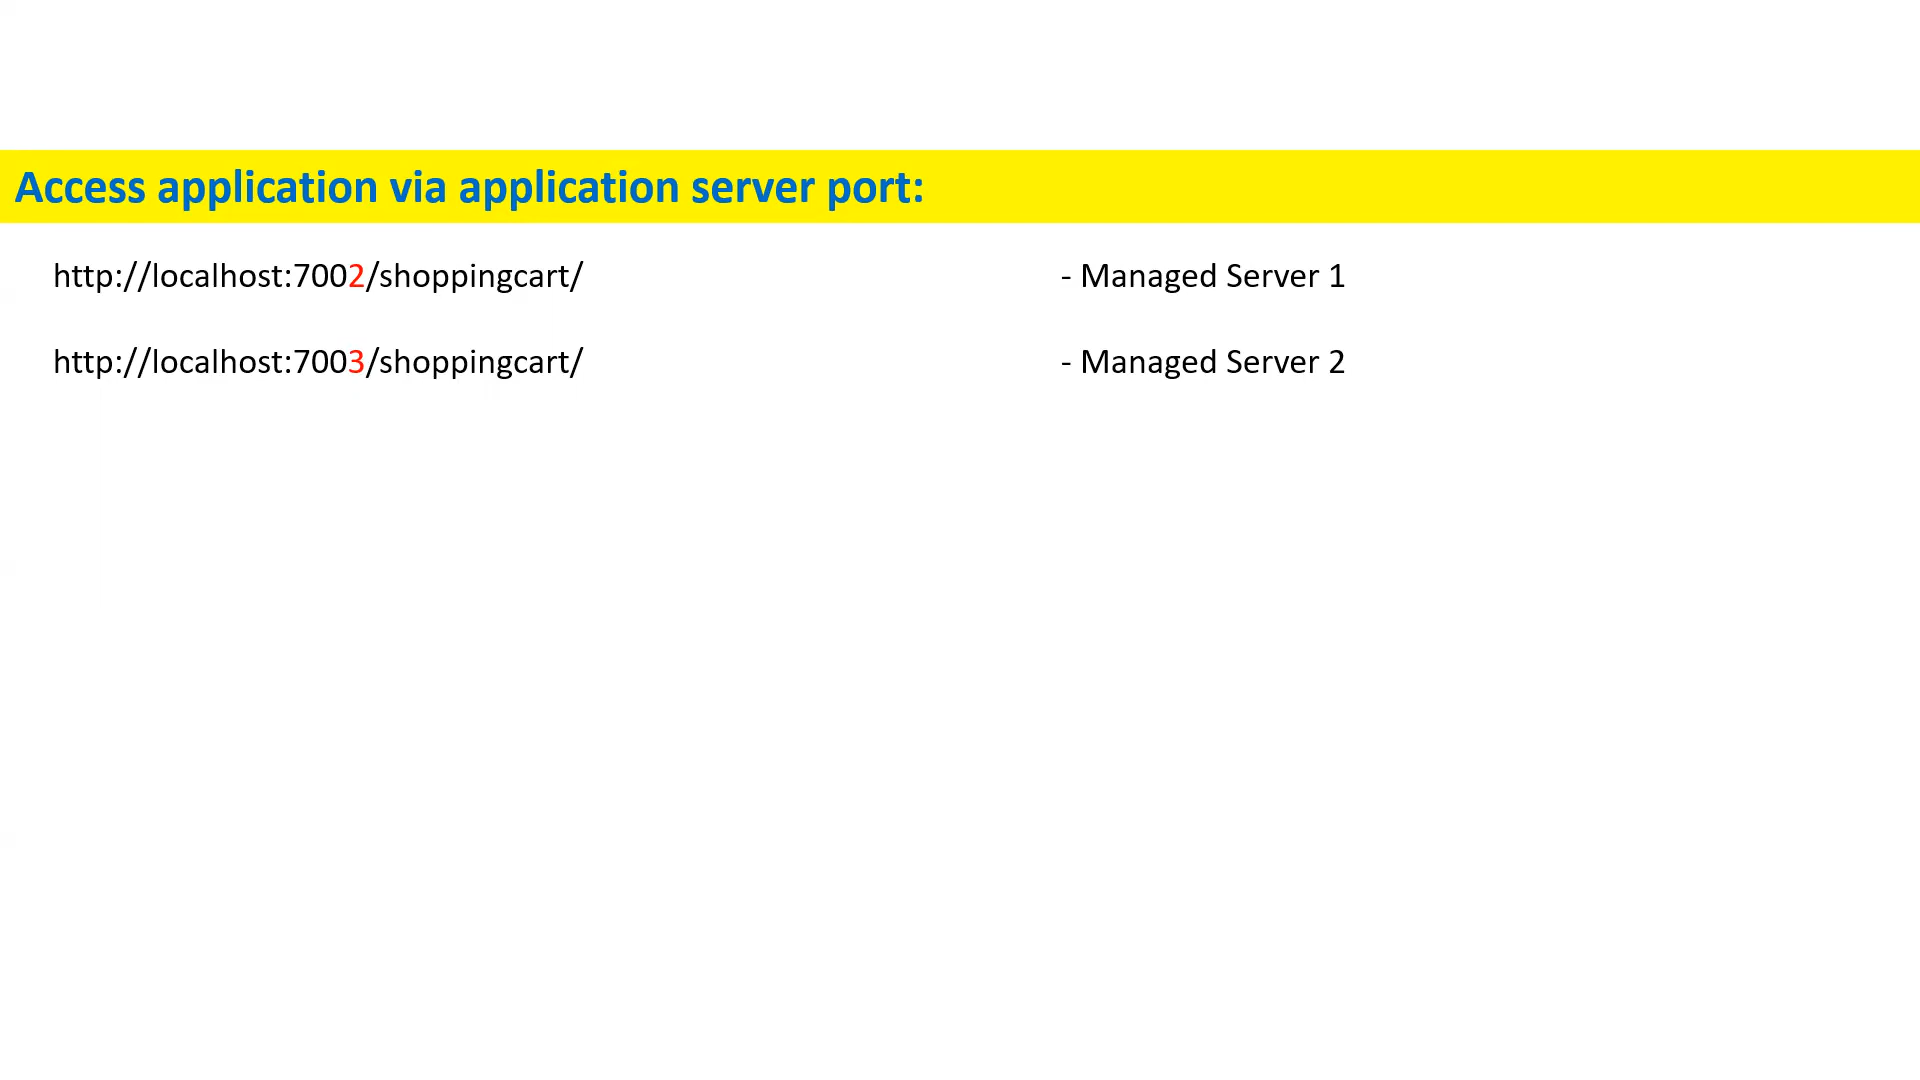 Access application via application server port:
http://localhost:7002/shoppingcart/ - Managed Server 1
http://localhost:7003/shoppingcart/ - Managed Server 2